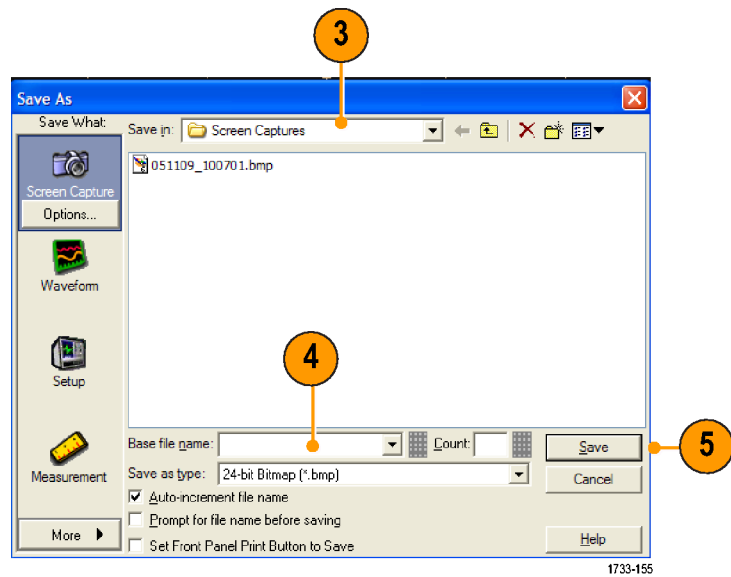 3
Save As
Save What:
Save in: Screen Captures
051109_100701.bmp
Screen Capture
Options...
Waveform
Setup
Measurement
More
4
Base file name:
Count:
Save
5
Save as type: 24-bit Bitmap (*.bmp)
Cancel
Auto-increment file name
Prompt for file name before saving
Set Front Panel Print Button to Save
Help
1733-155